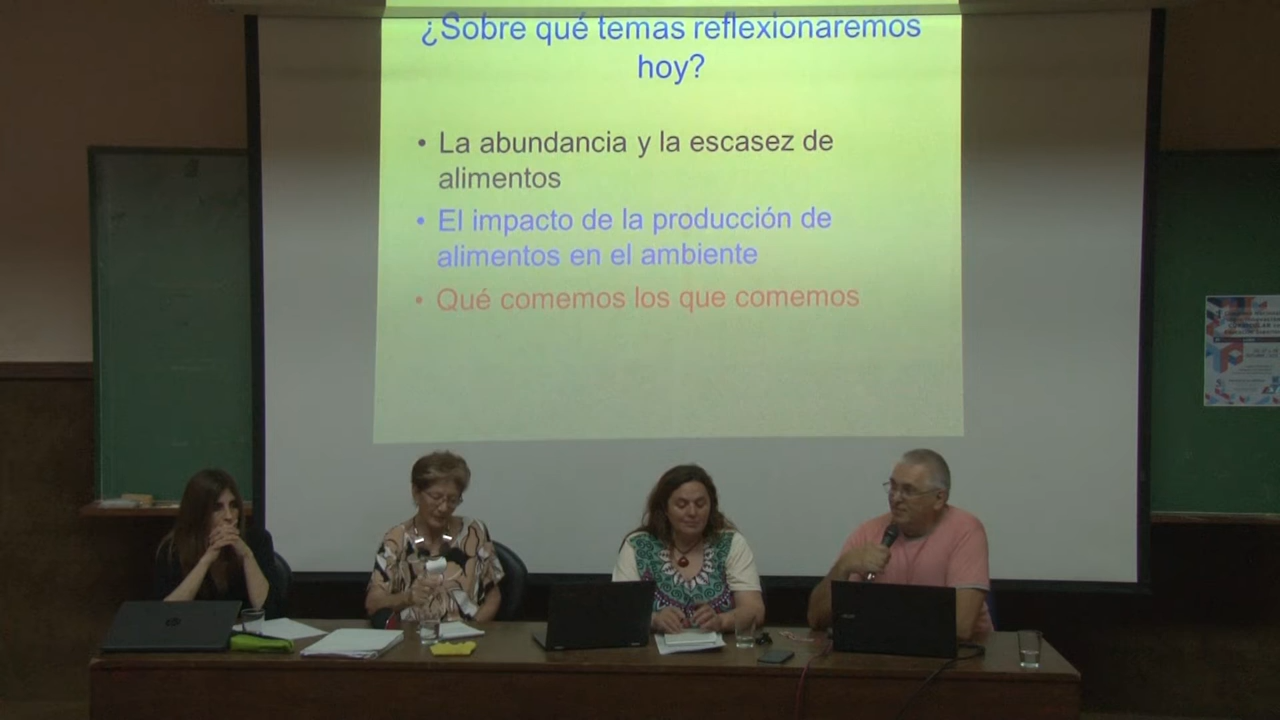 ¿Sobre qué temas reflexionaremos
hoy?
• La abundancia y la escasez de
alimentos
• El impacto de la producción de
alimentos en el ambiente
• Qué comemos los que comemos